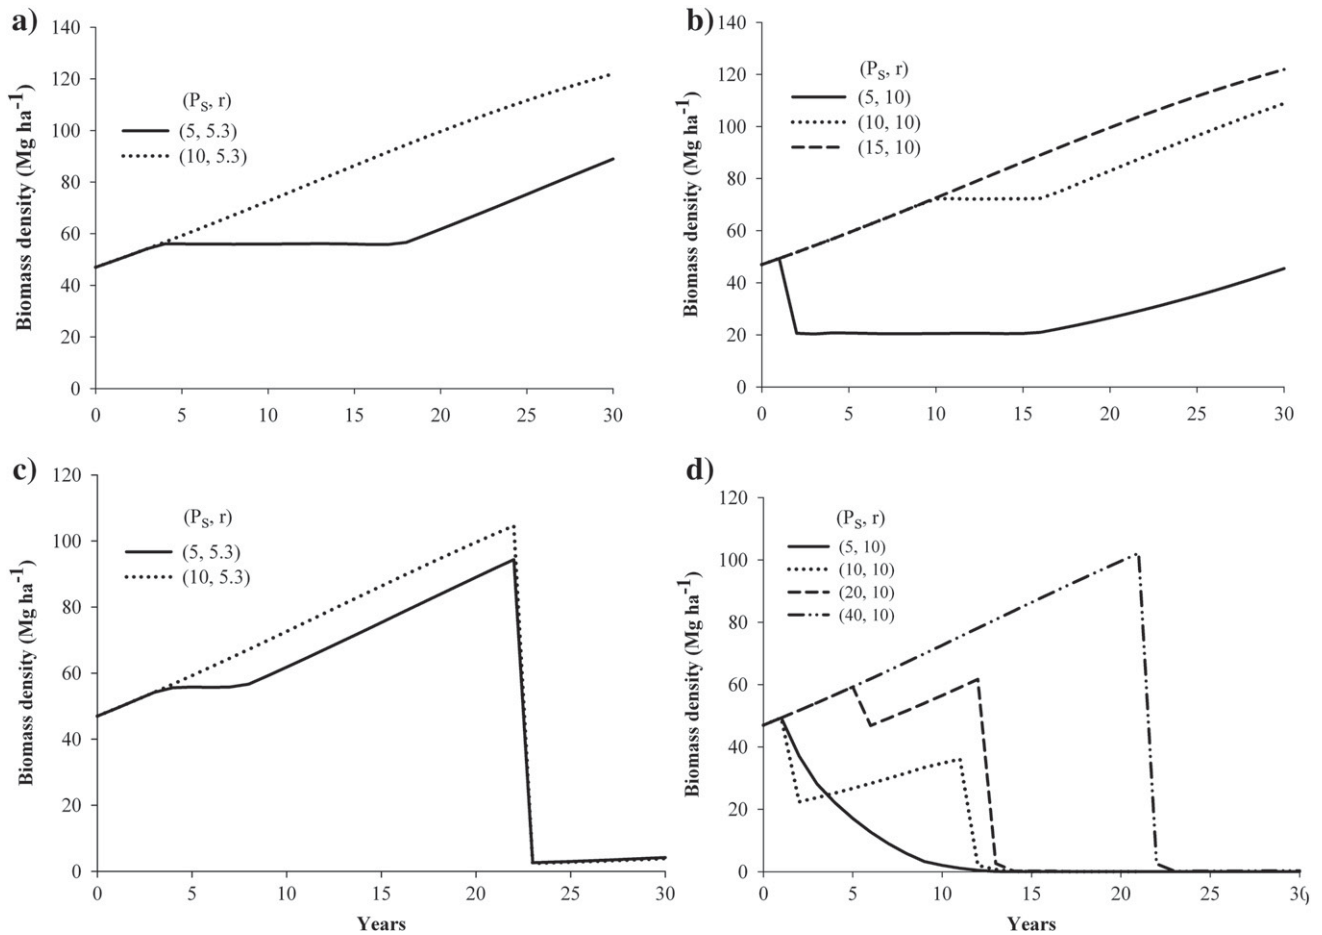 a)
140
120
100
80
60
40
20
0
Biomass density (Mg ha⁻¹)
(P_S, r)
(5, 5.3)
(10, 5.3)
0 5 10 15 20 25 30
b)
140
120
100
80
60
40
20
0
Biomass density (Mg ha⁻¹)
(P_S, r)
(5, 10)
(10, 10)
(15, 10)
0 5 10 15 20 25 30
c)
120
100
80
60
40
20
0
Biomass density (Mg ha⁻¹)
(P_S, r)
(5, 5.3)
(10, 5.3)
0 5 10 15 20 25 30
Years
d)
120
100
80
60
40
20
0
Biomass density (Mg ha⁻¹)
(P_S, r)
(5, 10)
(10, 10)
(20, 10)
(40, 10)
0 5 10 15 20 25 30
Years